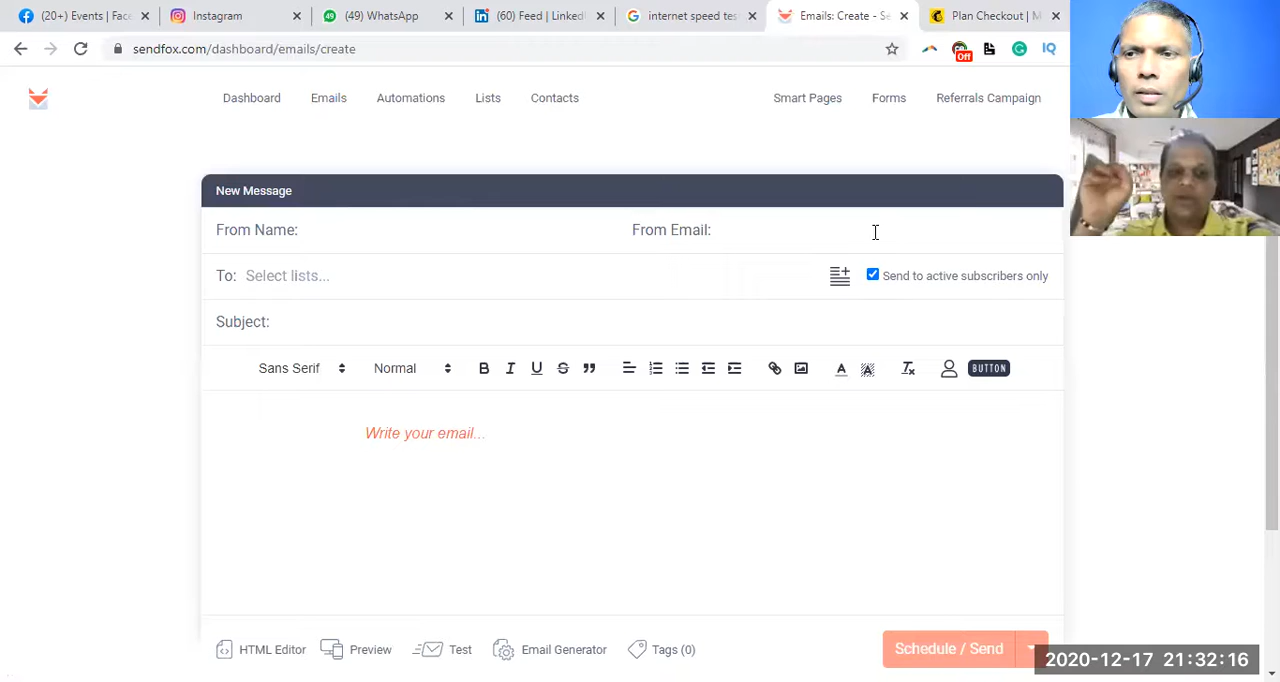 (20+) Events | Face
Instagram
(49) WhatsApp
(60) Feed | LinkedI
internet speed tes
Emails: Create - Se
Plan Checkout | M
sendfox.com/dashboard/emails/create
Off
IQ
Dashboard
Emails
Automations
Lists
Contacts
Smart Pages
Forms
Referrals Campaign
New Message
From Name:
From Email:
To: Select lists...
Send to active subscribers only
Subject:
Sans Serif
Normal
BUTTON
Write your email...
HTML Editor
Preview
Test
Email Generator
Tags (0)
Schedule / Send
2020-12-17 21:32:16